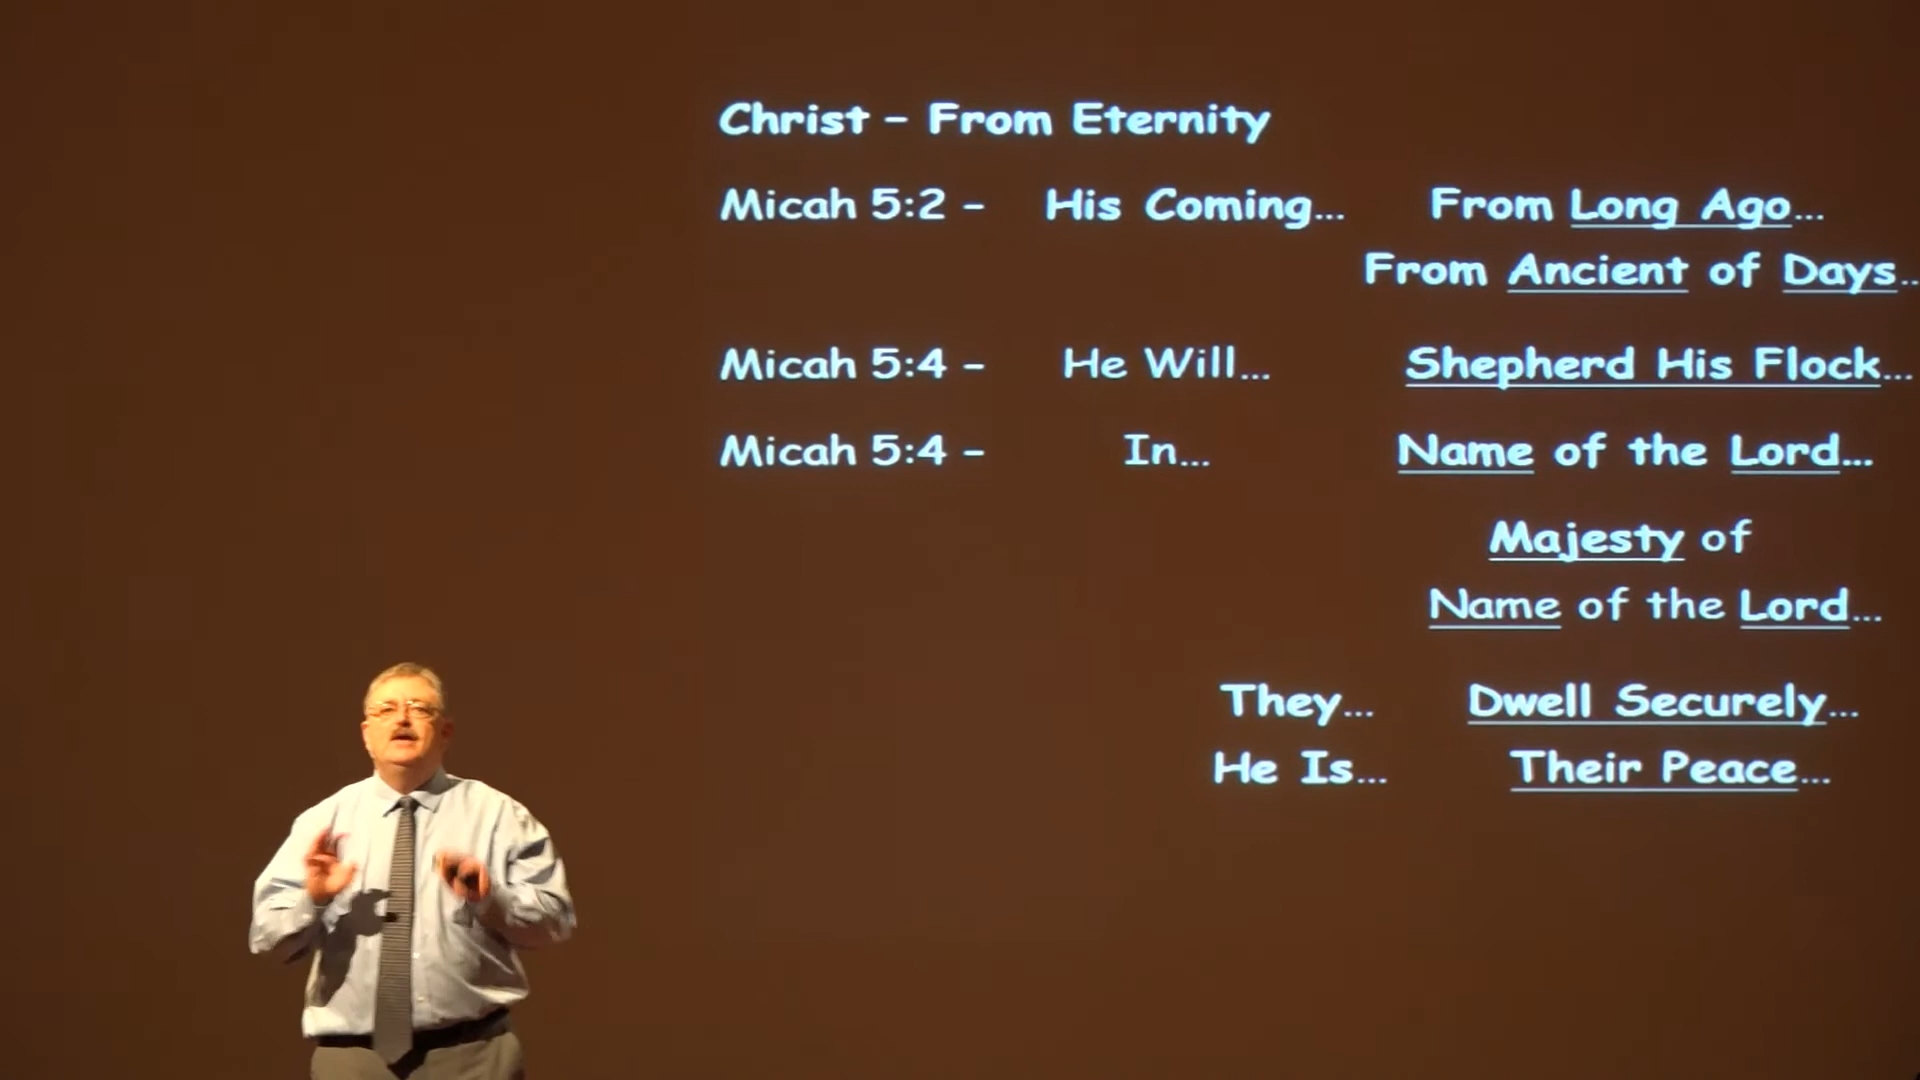 Christ – From Eternity
Micah 5:2 – His Coming… From Long Ago…
From Ancient of Days…
Micah 5:4 – He Will… Shepherd His Flock…
Micah 5:4 – In… Name of the Lord…
Majesty of
Name of the Lord…
They… Dwell Securely…
He Is… Their Peace…